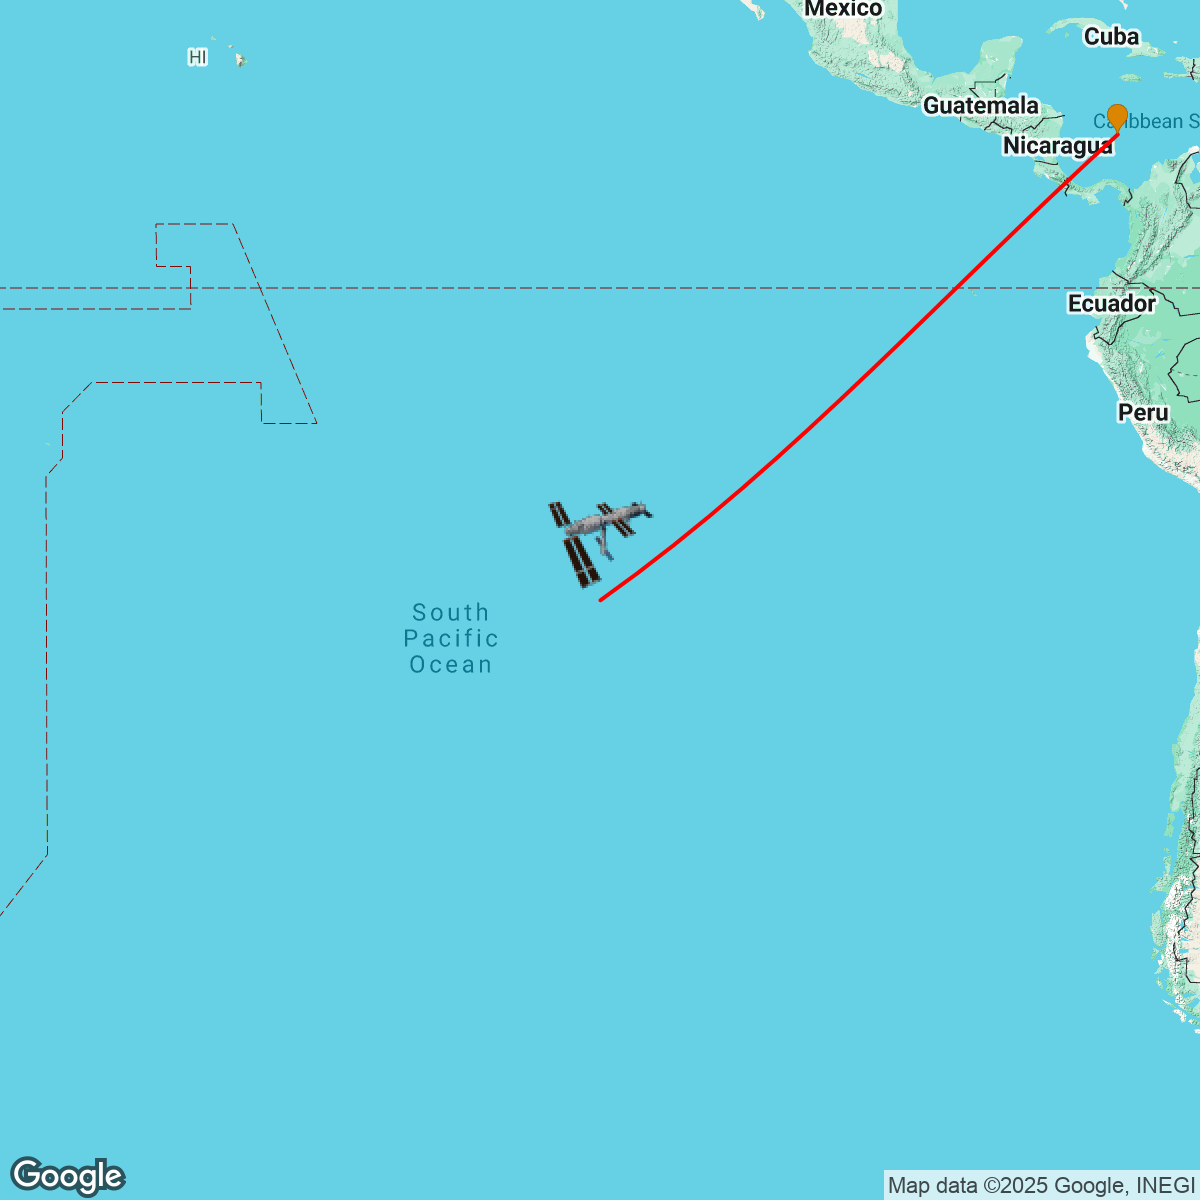 Mexico
Cuba
HI
Guatemala
Caribbean S
Nicaragua
Ecuador
Peru
South
Pacific
Ocean
Google
Map data ©2025 Google, INEGI